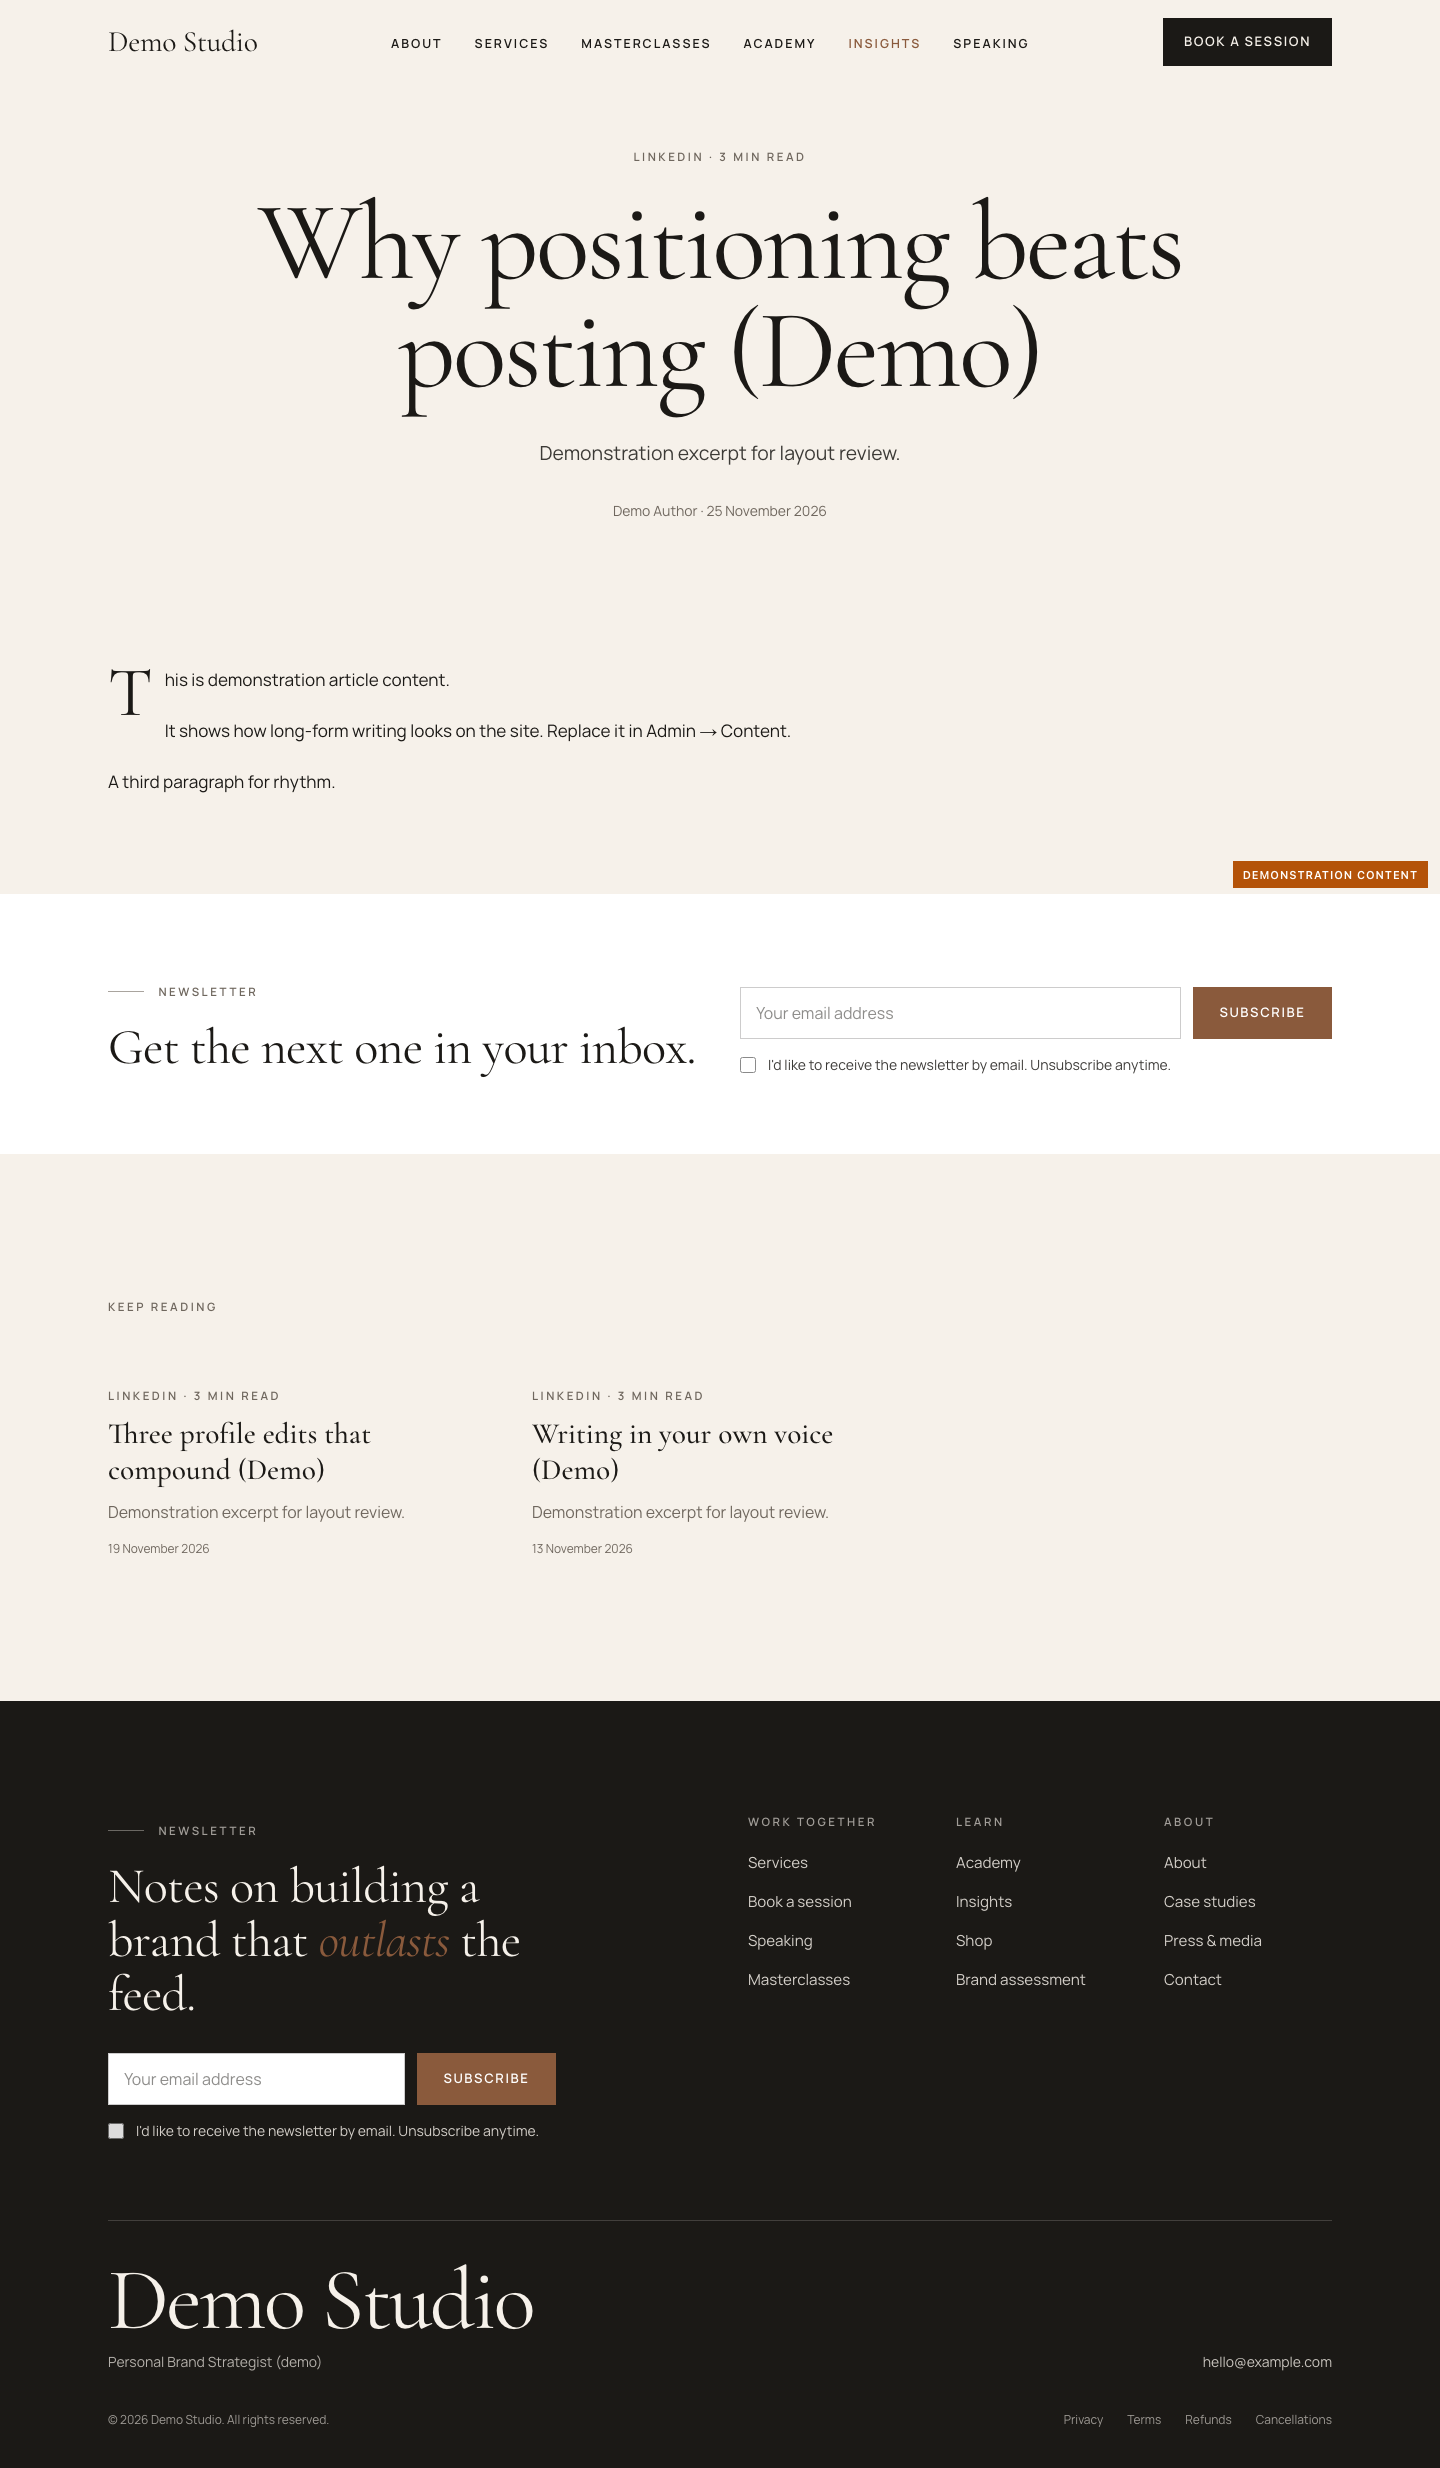 Demo Studio
ABOUT SERVICES MASTERCLASSES ACADEMY INSIGHTS SPEAKING
BOOK A SESSION
LINKEDIN · 3 MIN READ
Why positioning beats
posting (Demo)
Demonstration excerpt for layout review.
Demo Author · 25 November 2026
This is demonstration article content.
It shows how long-form writing looks on the site. Replace it in Admin → Content.
A third paragraph for rhythm.
DEMONSTRATION CONTENT
NEWSLETTER
Get the next one in your inbox.
Your email address
SUBSCRIBE
I'd like to receive the newsletter by email. Unsubscribe anytime.
KEEP READING
LINKEDIN · 3 MIN READ
Three profile edits that
compound (Demo)
Demonstration excerpt for layout review.
19 November 2026
LINKEDIN · 3 MIN READ
Writing in your own voice
(Demo)
Demonstration excerpt for layout review.
13 November 2026
NEWSLETTER
Notes on building a
brand that outlasts the
feed.
Your email address
SUBSCRIBE
I'd like to receive the newsletter by email. Unsubscribe anytime.
WORK TOGETHER
Services
Book a session
Speaking
Masterclasses
LEARN
Academy
Insights
Shop
Brand assessment
ABOUT
About
Case studies
Press & media
Contact
Demo Studio
Personal Brand Strategist (demo)
hello@example.com
© 2026 Demo Studio. All rights reserved.
Privacy Terms Refunds Cancellations